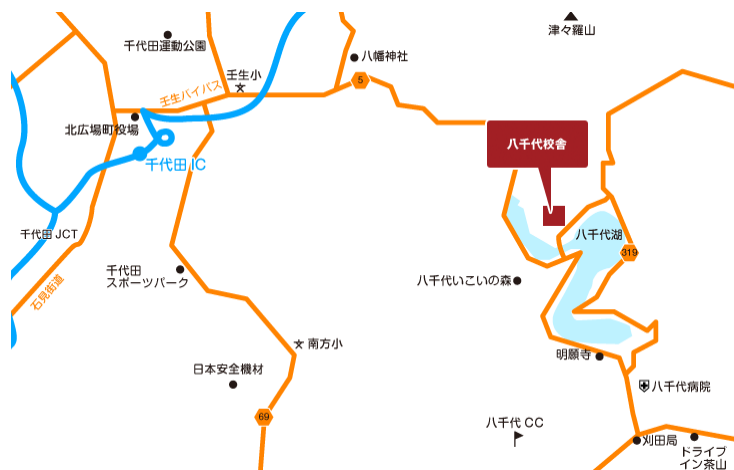 津々羅山
千代田運動公園
八幡神社
壬生小
5
壬生バイパス
北広場町役場
八千代校舎
千代田 IC
千代田 JCT
八千代湖
319
石見街道
千代田
スポーツパーク
八千代いこいの森
南方小
明願寺
日本安全機材
八千代病院
69
八千代 CC
刈田局
ドライブ
イン茶山